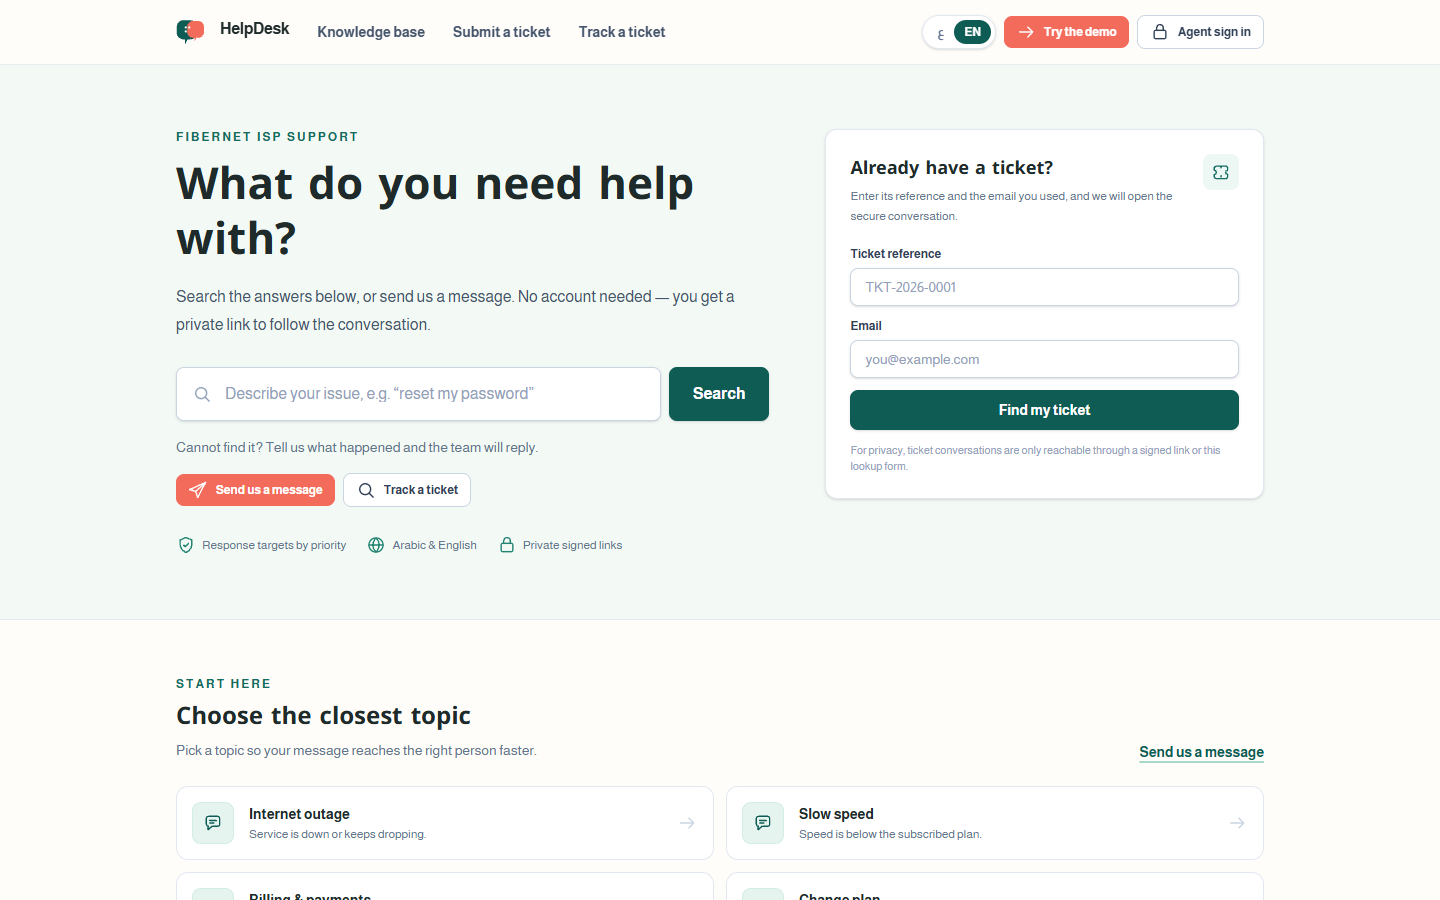 HelpDesk
Knowledge base
Submit a ticket
Track a ticket
ع
EN
Try the demo
Agent sign in
FIBERNET ISP SUPPORT
What do you need help
with?
Search the answers below, or send us a message. No account needed — you get a
private link to follow the conversation.
Describe your issue, e.g. “reset my password”
Search
Cannot find it? Tell us what happened and the team will reply.
Send us a message
Track a ticket
Response targets by priority
Arabic & English
Private signed links
Already have a ticket?
Enter its reference and the email you used, and we will open the
secure conversation.
Ticket reference
TKT-2026-0001
Email
you@example.com
Find my ticket
For privacy, ticket conversations are only reachable through a signed link or this
lookup form.
START HERE
Choose the closest topic
Pick a topic so your message reaches the right person faster.
Send us a message
Internet outage
Service is down or keeps dropping.
Slow speed
Speed is below the subscribed plan.
Billing & payments
Change plan